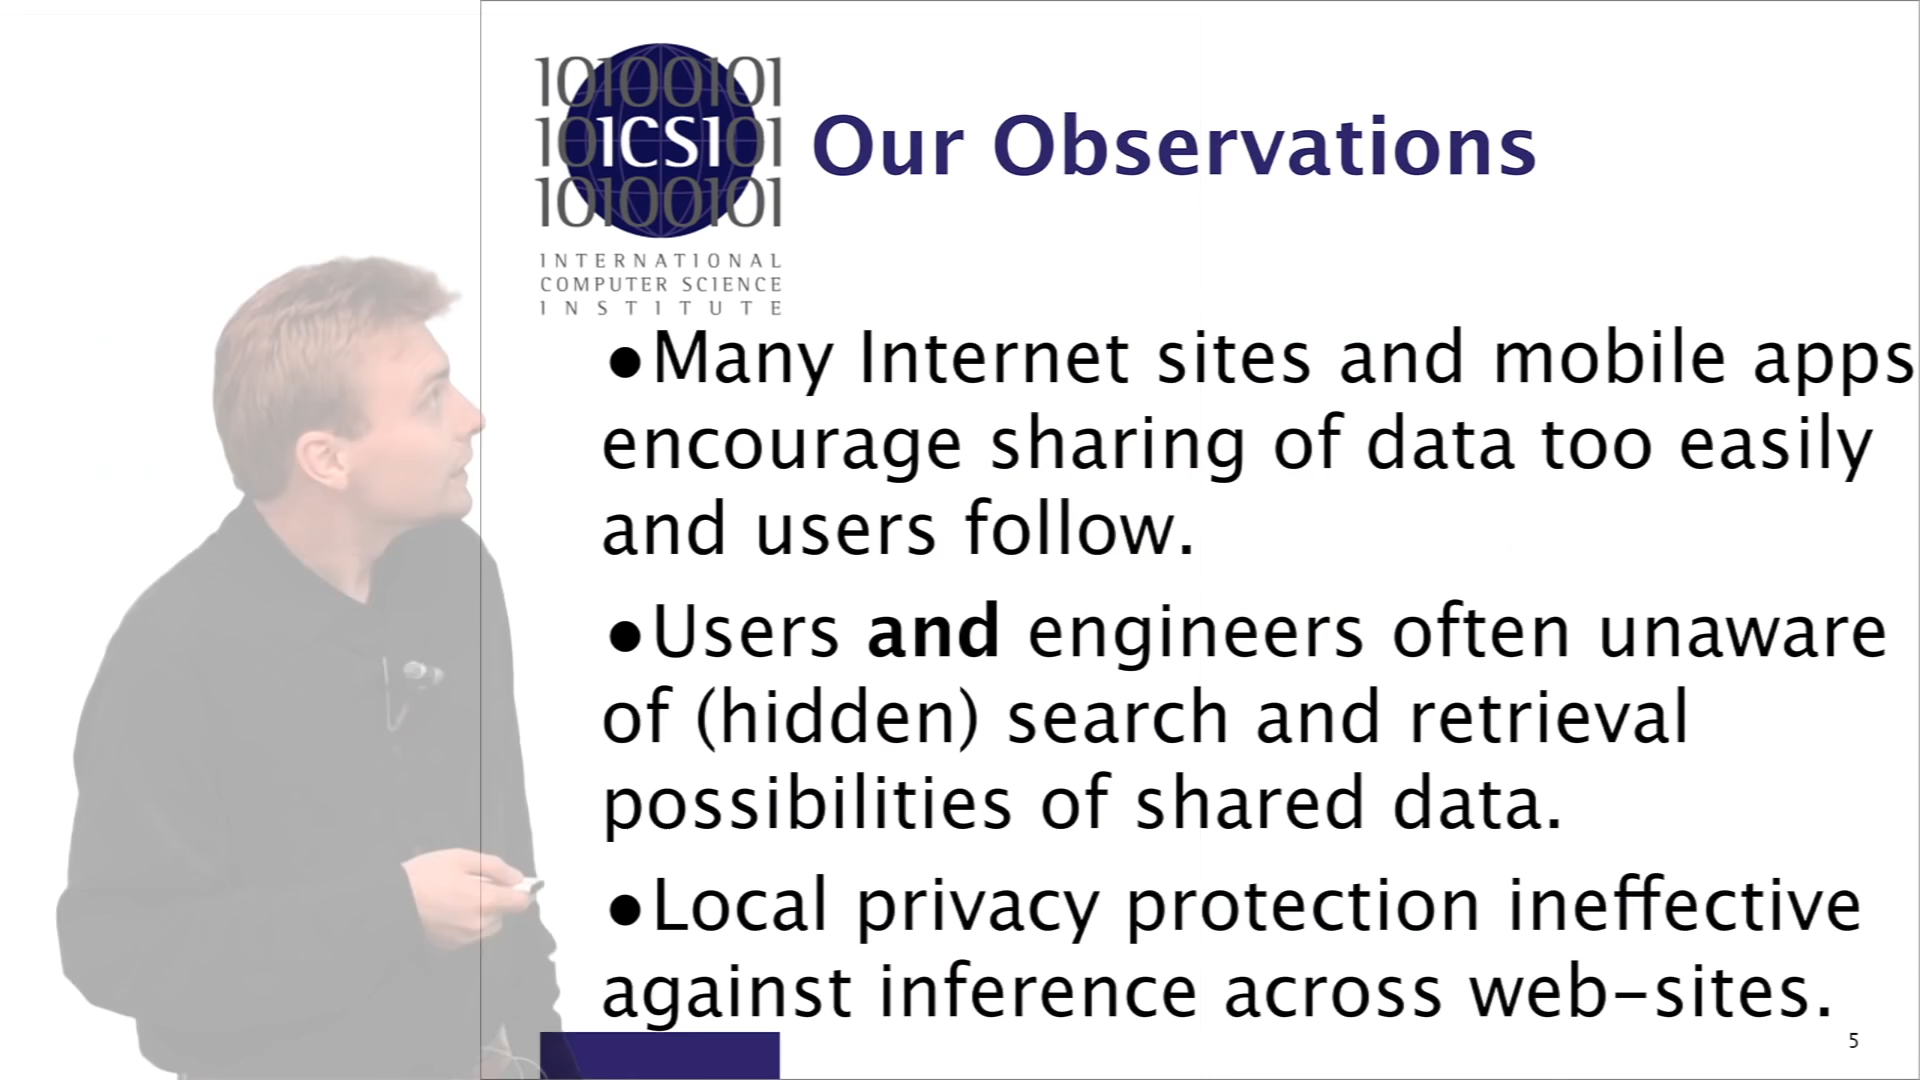 10100101
10ICSI01
10100101
INTERNATIONAL
COMPUTER SCIENCE
INSTITUTE
Our Observations
•Many Internet sites and mobile apps
encourage sharing of data too easily
and users follow.
•Users and engineers often unaware
of (hidden) search and retrieval
possibilities of shared data.
•Local privacy protection ineffective
against inference across web-sites.
5